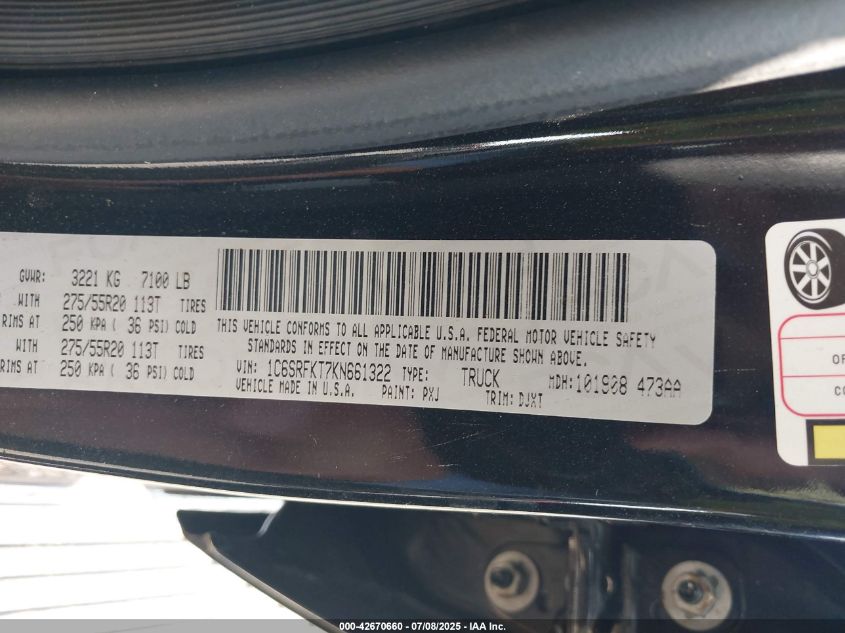 GVWR: 3221 KG 7100 LB
WITH 275/55R20 113T TIRES
RIMS AT 250 KPA ( 36 PSI) COLD
WITH 275/55R20 113T TIRES
RIMS AT 250 KPA ( 36 PSI) COLD
THIS VEHICLE CONFORMS TO ALL APPLICABLE U.S.A. FEDERAL MOTOR VEHICLE SAFETY
STANDARDS IN EFFECT ON THE DATE OF MANUFACTURE SHOWN ABOVE.
VIN: 1C6SRFKT7KN661322 TYPE: TRUCK MDH:101908 473AA
VEHICLE MADE IN U.S.A. PAINT: PXJ TRIM: DJXT
OF
CO
000-42670660 - 07/08/2025 - IAA Inc.